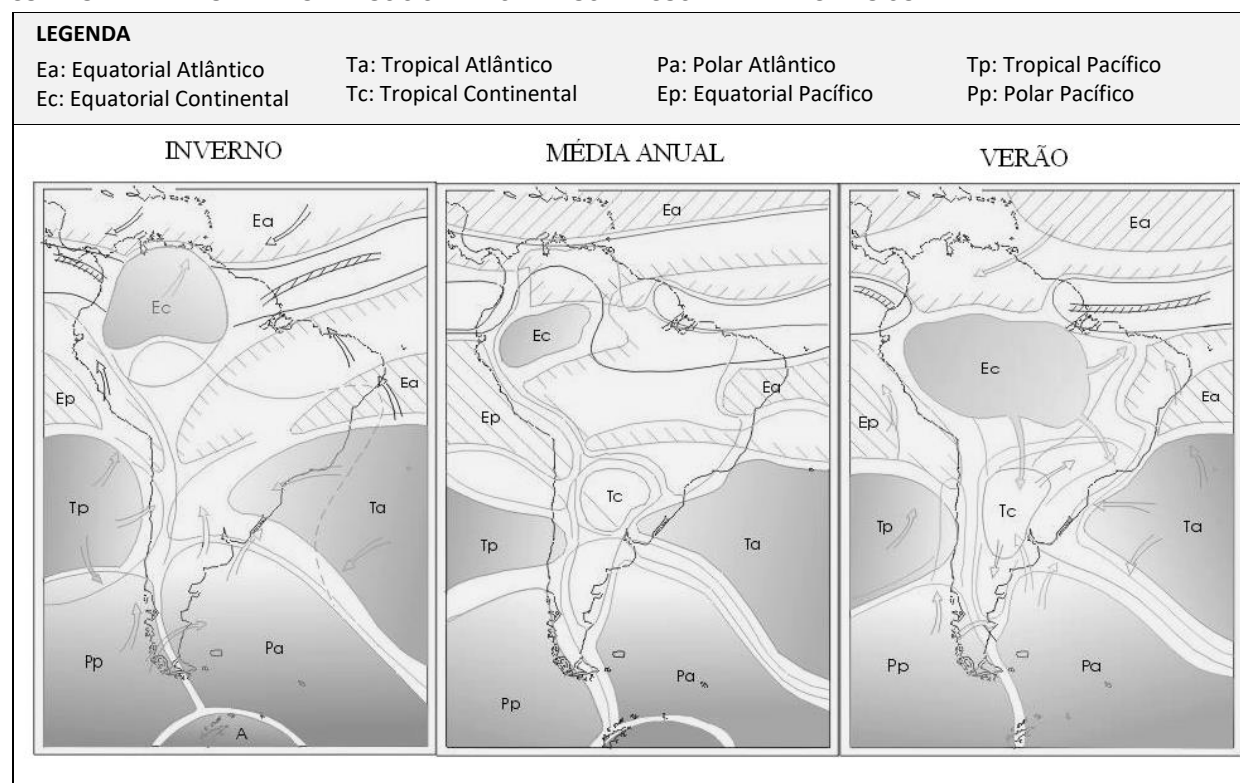 LEGENDA
Ea: Equatorial Atlântico
Ec: Equatorial Continental
Ta: Tropical Atlântico
Tc: Tropical Continental
Pa: Polar Atlântico
Ep: Equatorial Pacífico
Tp: Tropical Pacífico
Pp: Polar Pacífico
INVERNO
Ea
Ec
Ea
Ep
Tp
Ta
Pp
Pa
A
MÉDIA ANUAL
Ea
Ec
Ea
Ep
Tc
Tp
Ta
Pa
Pp
VERÃO
Ea
Ec
Ea
Ep
Tc
Tp
Ta
Pp
Pa